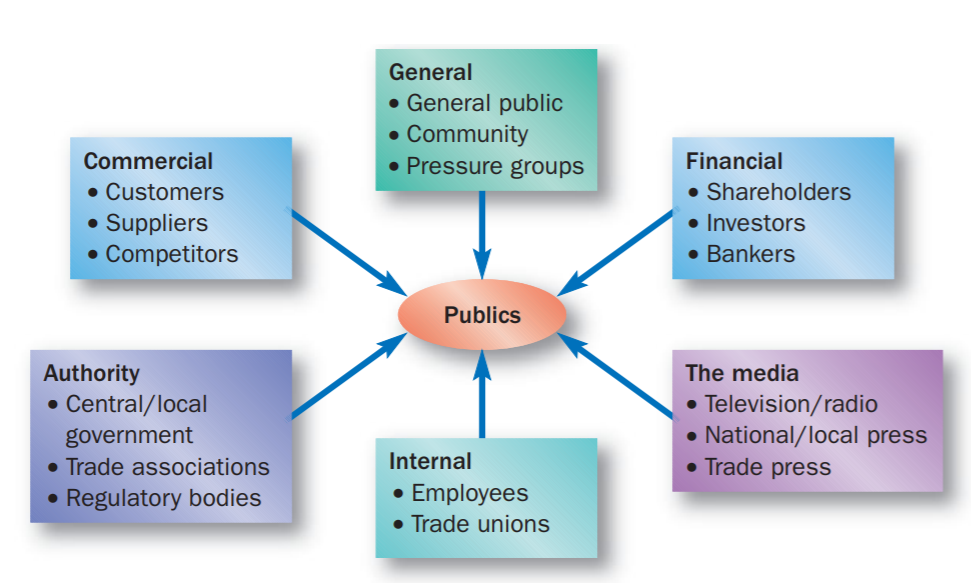 General
• General public
• Community
• Pressure groups
Commercial
• Customers
• Suppliers
• Competitors
Financial
• Shareholders
• Investors
• Bankers
Publics
Authority
• Central/local
government
• Trade associations
• Regulatory bodies
Internal
• Employees
• Trade unions
The media
• Television/radio
• National/local press
• Trade press